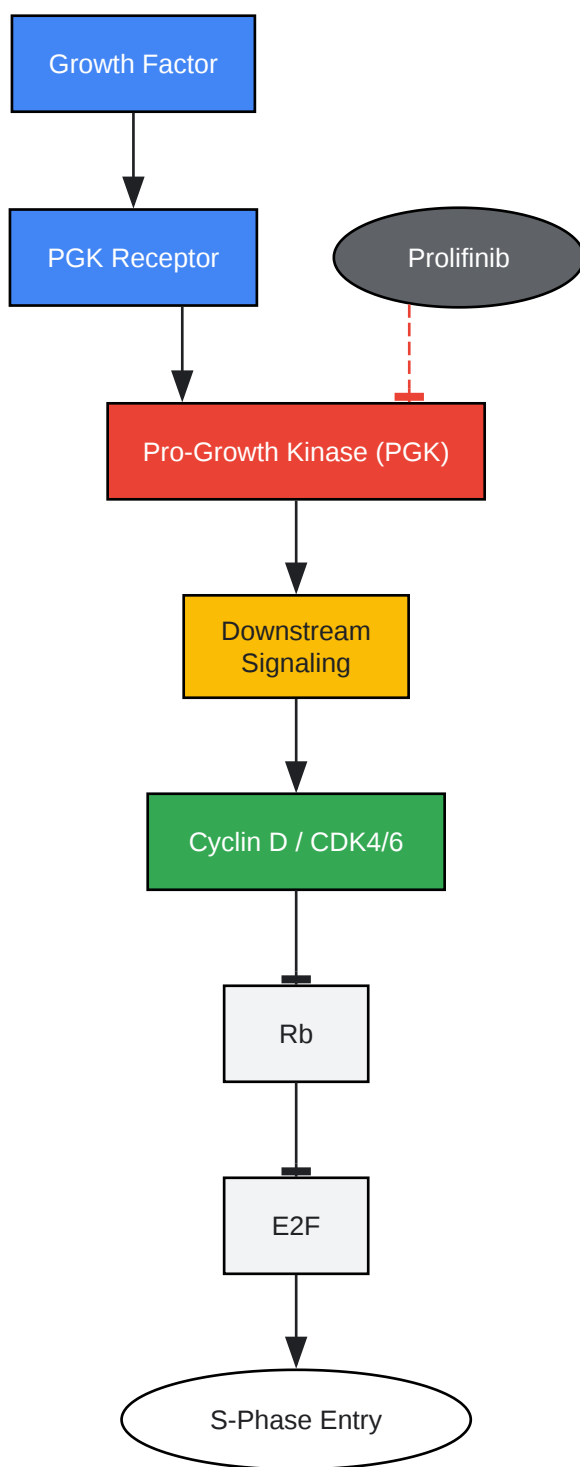 Growth Factor
PGK Receptor
Prolifinib
Pro-Growth Kinase (PGK)
Downstream
Signaling
Cyclin D / CDK4/6
Rb
E2F
S-Phase Entry